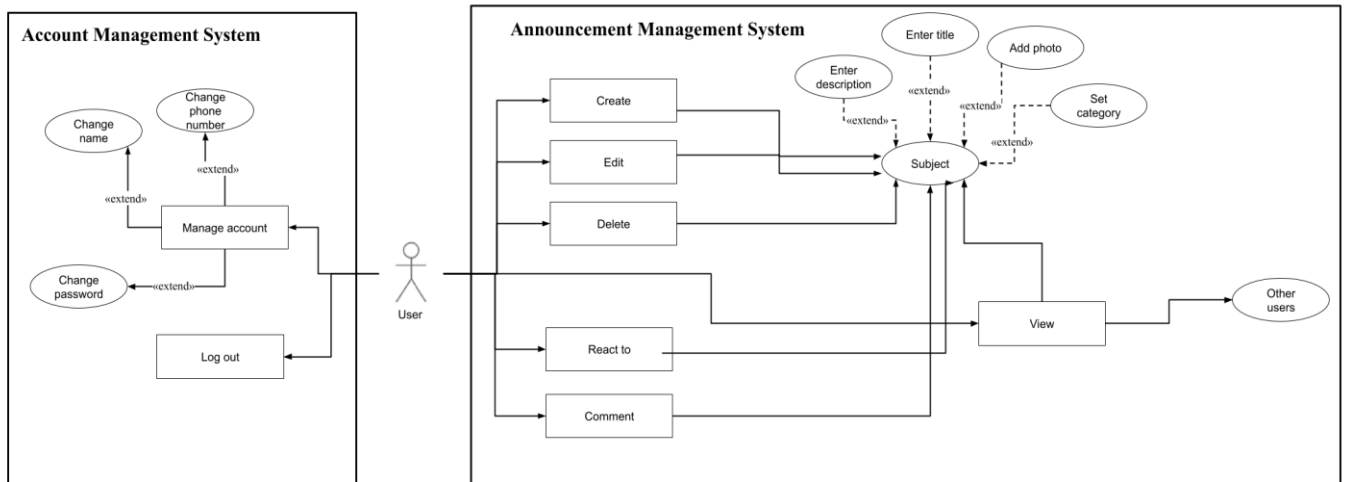 Account Management System
Change
name
Change
phone
number
«extend»
«extend»
Manage account
Change
password
«extend»
Log out
User
Announcement Management System
Enter
description
Enter title
Add photo
Set
category
«extend»
«extend»
«extend»
«extend»
Create
Edit
Delete
Subject
View
Other
users
React to
Comment